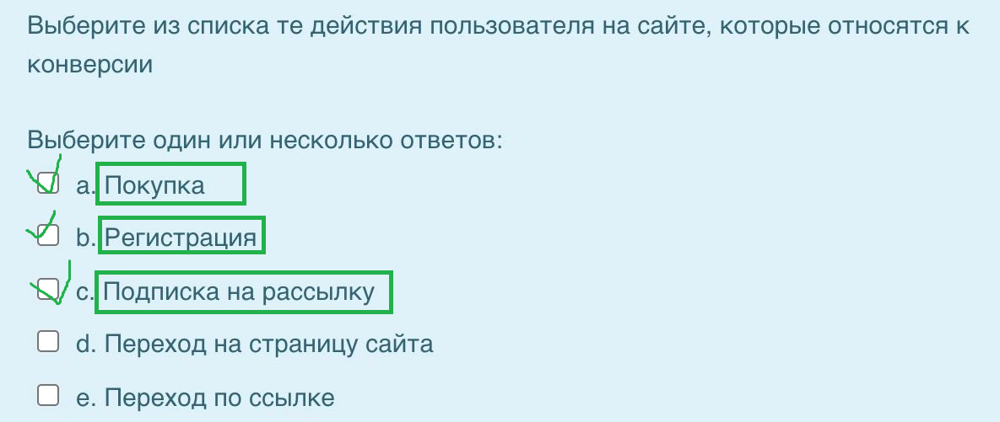 Выберите из списка те действия пользователя на сайте, которые относятся к
конверсии
Выберите один или несколько ответов:
a. Покупка
b. Регистрация
c. Подписка на рассылку
d. Переход на страницу сайта
e. Переход по ссылке